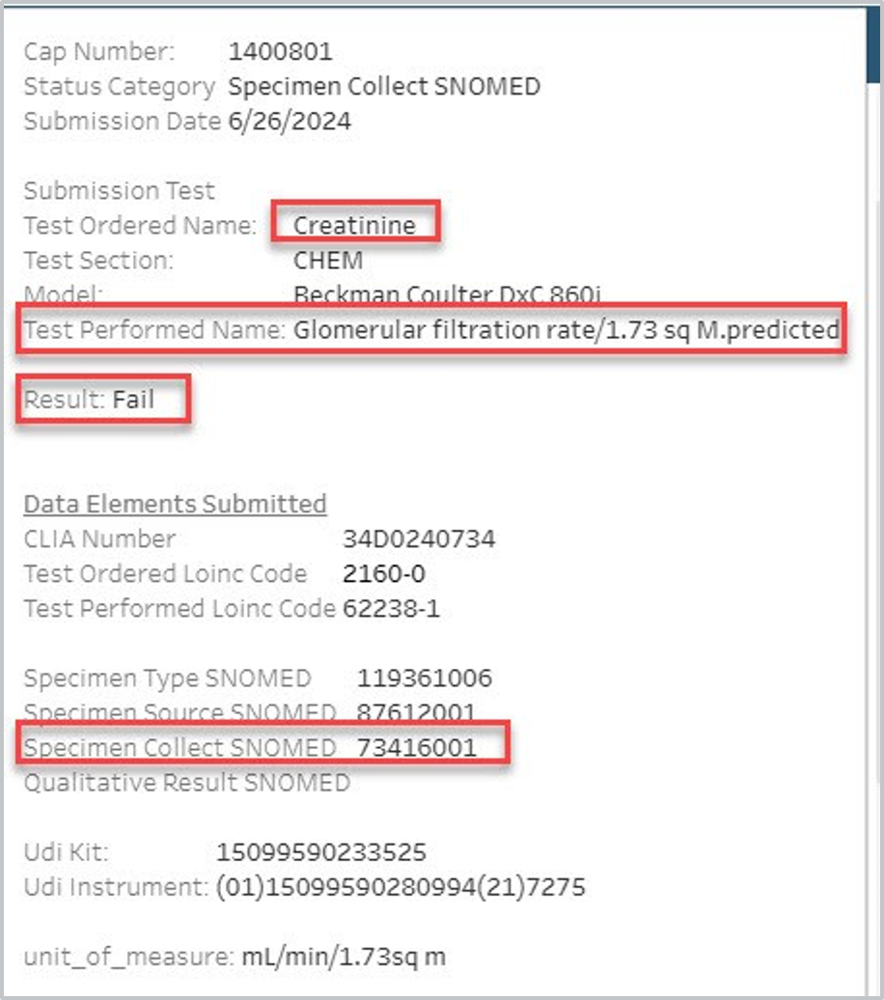 Cap Number: 1400801
Status Category Specimen Collect SNOMED
Submission Date 6/26/2024
Submission Test
Test Ordered Name: Creatinine
Test Section: CHEM
Model: Beckman Coulter DxC 860i
Test Performed Name: Glomerular filtration rate/1.73 sq M.predicted
Result: Fail
Data Elements Submitted
CLIA Number 34D0240734
Test Ordered Loinc Code 2160-0
Test Performed Loinc Code 62238-1
Specimen Type SNOMED 119361006
Specimen Source SNOMED 87612001
Specimen Collect SNOMED 73416001
Qualitative Result SNOMED
Udi Kit: 15099590233525
Udi Instrument: (01)15099590280994(21)7275
unit_of_measure: mL/min/1.73sq m